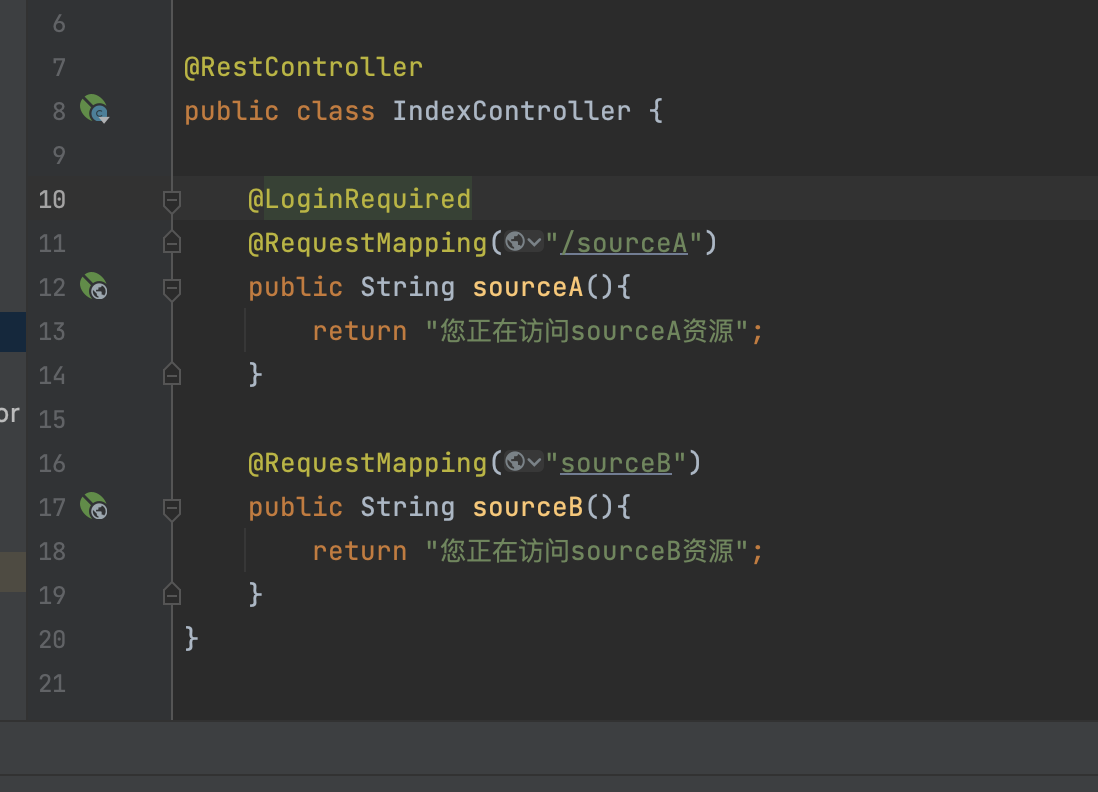 6
7 @RestController
8 public class IndexController {
9
10 @LoginRequired
11 @RequestMapping("/sourceA")
12 public String sourceA(){
13 return "您正在访问sourceA资源";
14 }
or
15
16 @RequestMapping("sourceB")
17 public String sourceB(){
18 return "您正在访问sourceB资源";
19 }
20 }
21